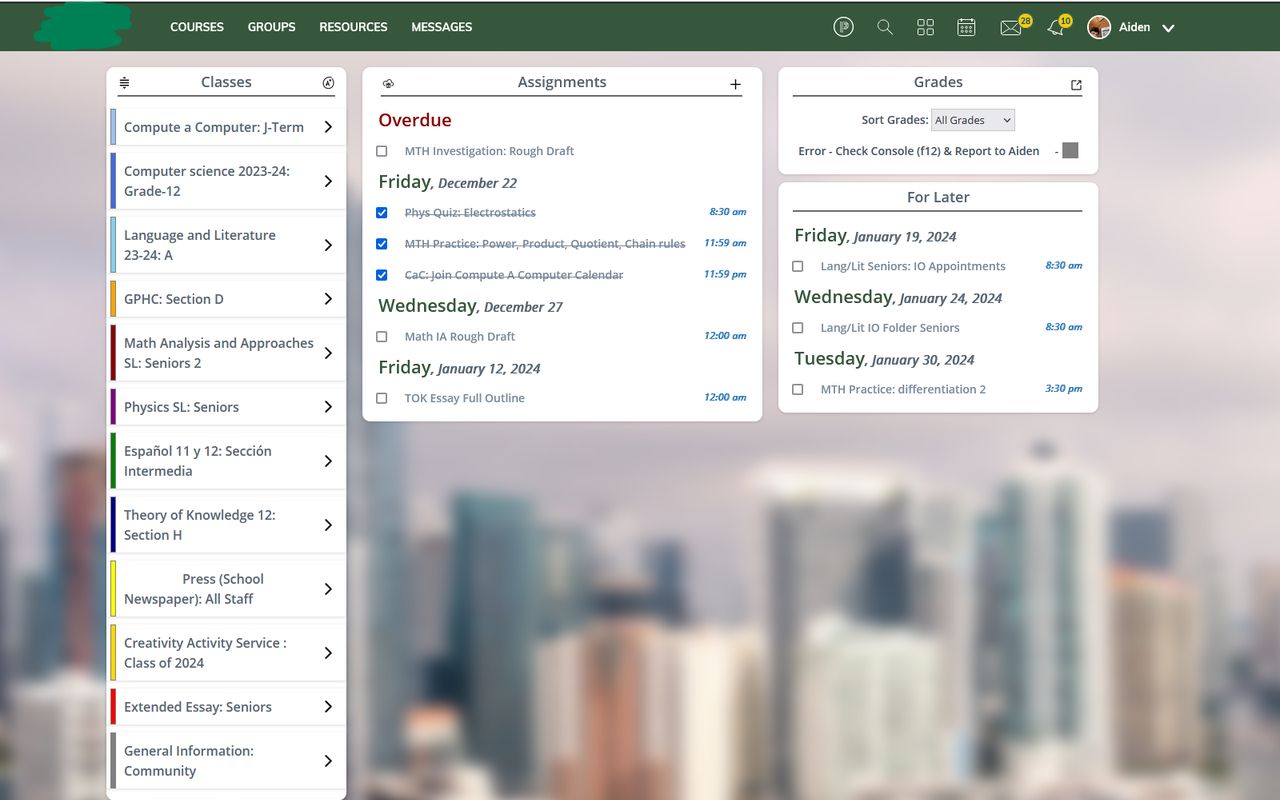 COURSES GROUPS RESOURCES MESSAGES 28 10 Aiden
Classes
Compute a Computer: J-Term
Computer science 2023-24:
Grade-12
Language and Literature
23-24: A
GPHC: Section D
Math Analysis and Approaches
SL: Seniors 2
Physics SL: Seniors
Español 11 y 12: Sección
Intermedia
Theory of Knowledge 12:
Section H
Press (School
Newspaper): All Staff
Creativity Activity Service :
Class of 2024
Extended Essay: Seniors
General Information:
Community
Assignments
Overdue
MTH Investigation: Rough Draft
Friday, December 22
Phys Quiz: Electrostatics 8:30 am
MTH Practice: Power, Product, Quotient, Chain rules 11:59 am
CaC: Join Compute A Computer Calendar 11:59 pm
Wednesday, December 27
Math IA Rough Draft 12:00 am
Friday, January 12, 2024
TOK Essay Full Outline 12:00 am
Grades
Sort Grades: All Grades
Error - Check Console (f12) & Report to Aiden -
For Later
Friday, January 19, 2024
Lang/Lit Seniors: IO Appointments 8:30 am
Wednesday, January 24, 2024
Lang/Lit IO Folder Seniors 8:30 am
Tuesday, January 30, 2024
MTH Practice: differentiation 2 3:30 pm